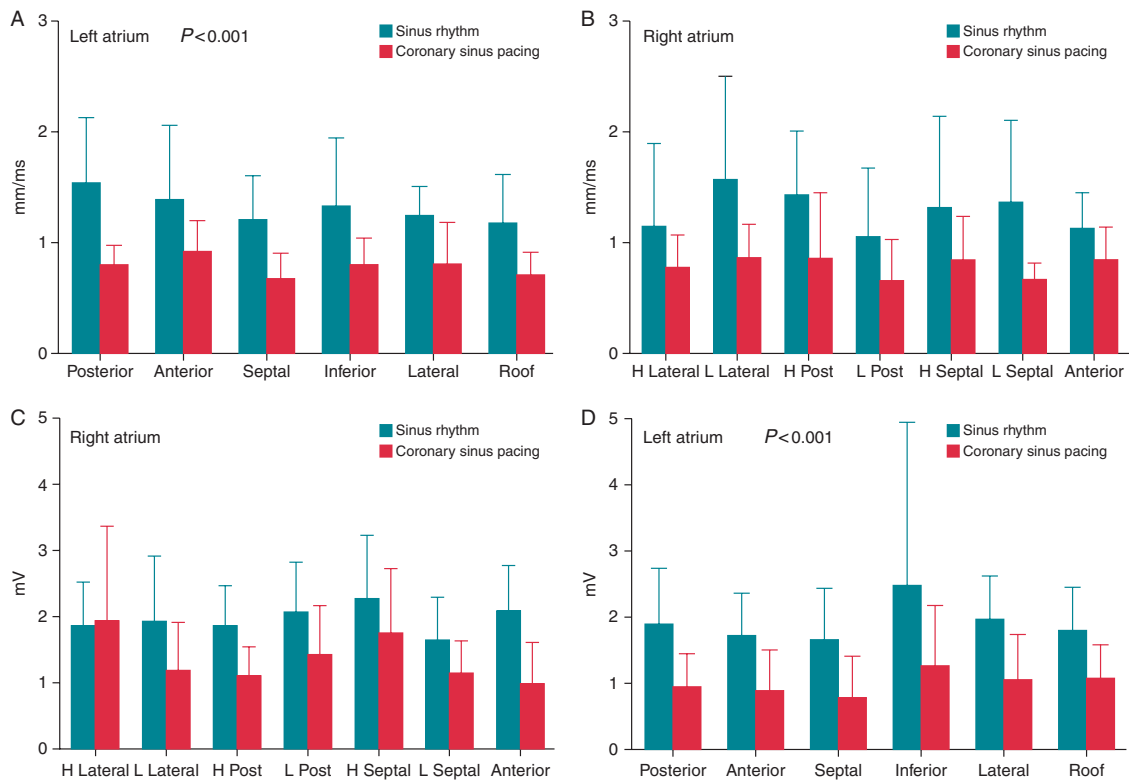 A
Left atrium P<0.001
Sinus rhythm
Coronary sinus pacing
3
2
1
0
mm/ms
Posterior Anterior Septal Inferior Lateral Roof
B
Right atrium
Sinus rhythm
Coronary sinus pacing
3
2
1
0
mm/ms
H Lateral L Lateral H Post L Post H Septal L Septal Anterior
C
Right atrium
Sinus rhythm
Coronary sinus pacing
5
4
3
2
1
0
mV
H Lateral L Lateral H Post L Post H Septal L Septal Anterior
D
Left atrium P<0.001
Sinus rhythm
Coronary sinus pacing
5
4
3
2
1
0
mV
Posterior Anterior Septal Inferior Lateral Roof